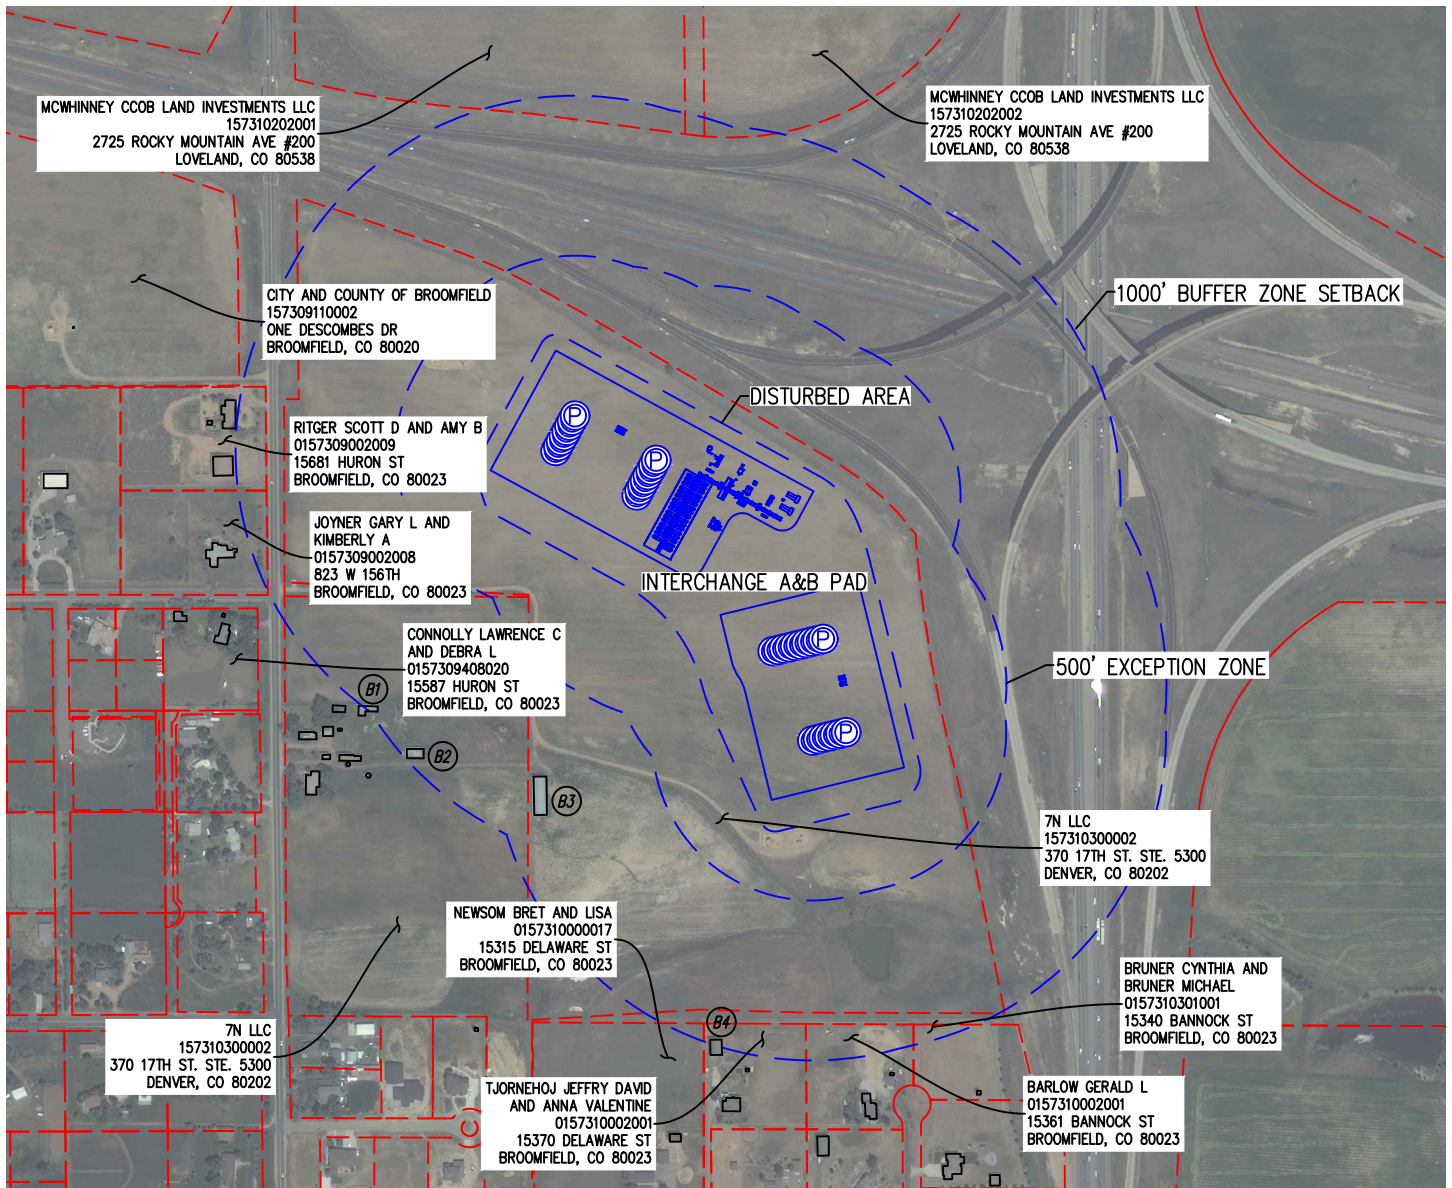 MCWHINNEY CCOB LAND INVESTMENTS LLC
157310202001
2725 ROCKY MOUNTAIN AVE #200
LOVELAND, CO 80538
MCWHINNEY CCOB LAND INVESTMENTS LLC
157310202002
2725 ROCKY MOUNTAIN AVE #200
LOVELAND, CO 80538
CITY AND COUNTY OF BROOMFIELD
157309110002
ONE DESCOMBES DR
BROOMFIELD, CO 80020
1000' BUFFER ZONE SETBACK
DISTURBED AREA
RITGER SCOTT D AND AMY B
0157309002009
15681 HURON ST
BROOMFIELD, CO 80023
P
P
JOYNER GARY L AND
KIMBERLY A
0157309002008
823 W 156TH
BROOMFIELD, CO 80023
INTERCHANGE A&B PAD
CONNOLLY LAWRENCE C
AND DEBRA L
0157309408020
15587 HURON ST
BROOMFIELD, CO 80023
P
500' EXCEPTION ZONE
B1
B2
P
B3
7N LLC
157310300002
370 17TH ST. STE. 5300
DENVER, CO 80202
NEWSOM BRET AND LISA
0157310000017
15315 DELAWARE ST
BROOMFIELD, CO 80023
BRUNER CYNTHIA AND
BRUNER MICHAEL
0157310301001
15340 BANNOCK ST
BROOMFIELD, CO 80023
7N LLC
157310300002
370 17TH ST. STE. 5300
DENVER, CO 80202
B4
TJORNEHOJ JEFFRY DAVID
AND ANNA VALENTINE
0157310002001
15370 DELAWARE ST
BROOMFIELD, CO 80023
BARLOW GERALD L
0157310002001
15361 BANNOCK ST
BROOMFIELD, CO 80023